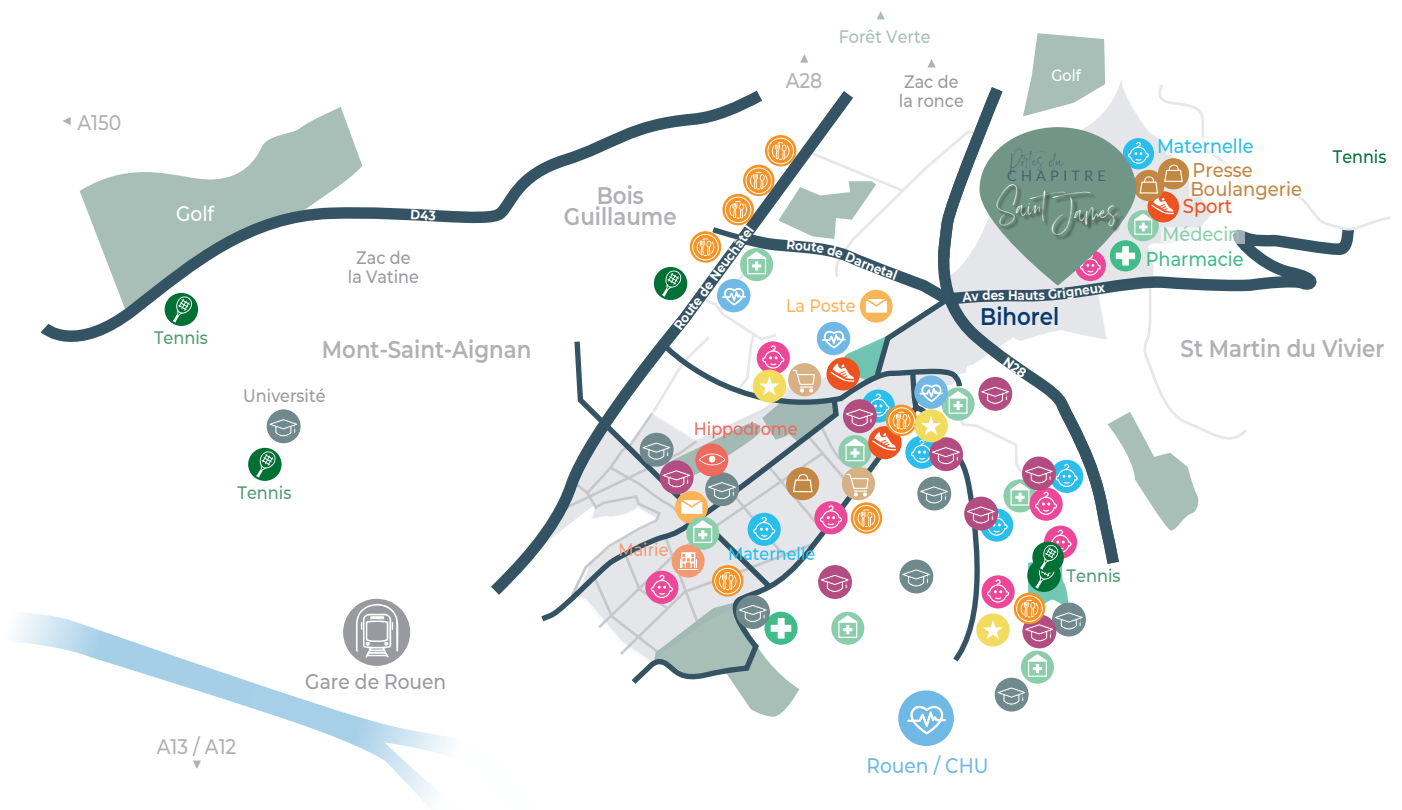 Forêt Verte
A28
Zac de
la ronce
Golf
A150
Golf
D43
Bois
Guillaume
Zac de
la Vatine
Portes du
CHAPITRE
Saint James
Maternelle
Presse
Boulangerie
Sport
Médecin
Pharmacie
Tennis
Route de Neuchatel
Route de Darnetal
Av des Hauts Grigneux
Bihorel
La Poste
Tennis
Mont-Saint-Aignan
St Martin du Vivier
N28
Université
Tennis
Hippodrome
Mairie
Maternelle
Tennis
Gare de Rouen
A13 / A12
Rouen / CHU